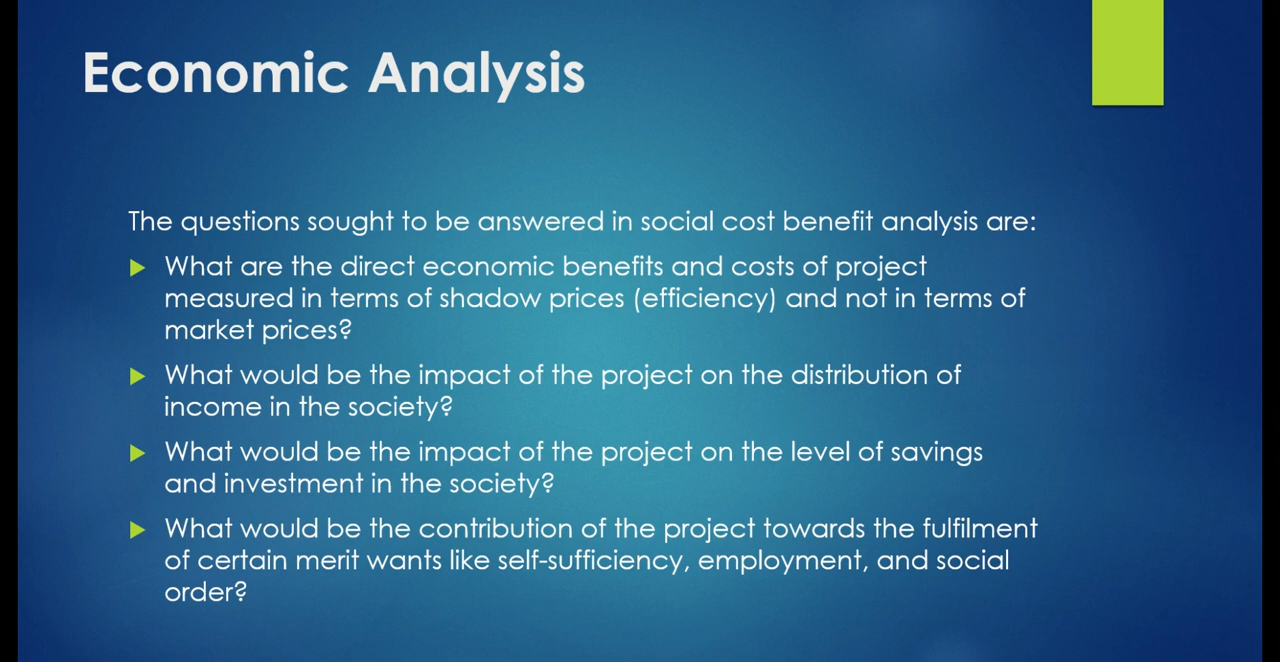 Economic Analysis
The questions sought to be answered in social cost benefit analysis are:
What are the direct economic benefits and costs of project
measured in terms of shadow prices (efficiency) and not in terms of
market prices?
What would be the impact of the project on the distribution of
income in the society?
What would be the impact of the project on the level of savings
and investment in the society?
What would be the contribution of the project towards the fulfilment
of certain merit wants like self-sufficiency, employment, and social
order?